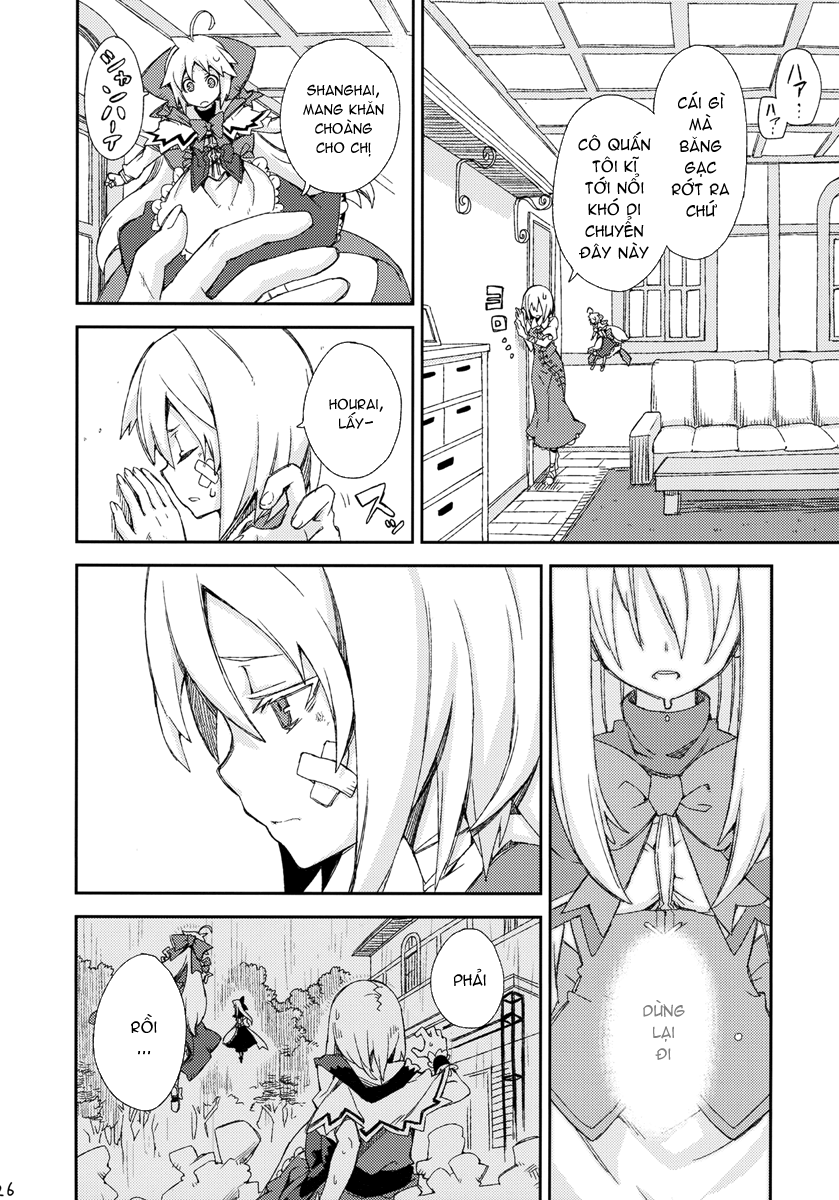 ハァ…
ハァ…
CÁI GÌ
MÀ
BĂNG
GẠC
RỚT RA
CHỨ
CÔ QUẤN
TÔI KĨ
TỚI NỔI
KHÓ DI
CHUYỂN
ĐÂY NÀY
SHANGHAI,
MANG KHĂN
CHOÀNG
CHO CHỊ
シャンハーイ
HOURAI,
LẤY-
ズッ
DỪNG
LẠI
ĐI
PHẢI
RỒI
...
26